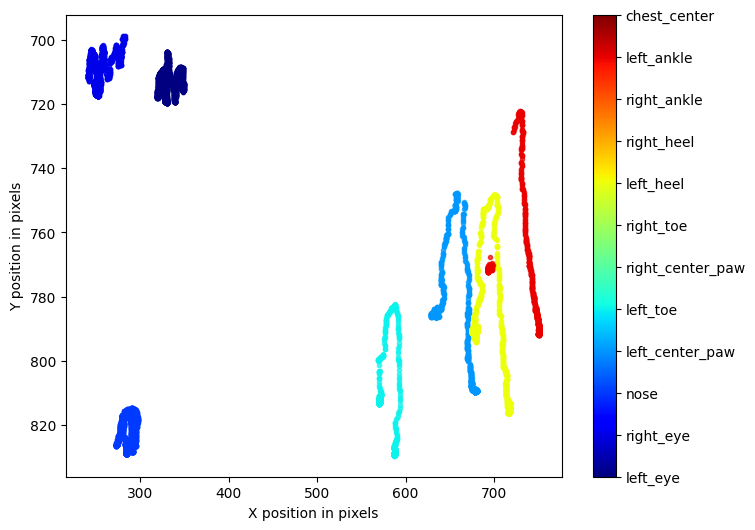 700
720
740
760
780
800
820
Y position in pixels
300
400
500
600
700
X position in pixels
chest_center
left_ankle
right_ankle
right_heel
left_heel
right_toe
right_center_paw
left_toe
left_center_paw
nose
right_eye
left_eye